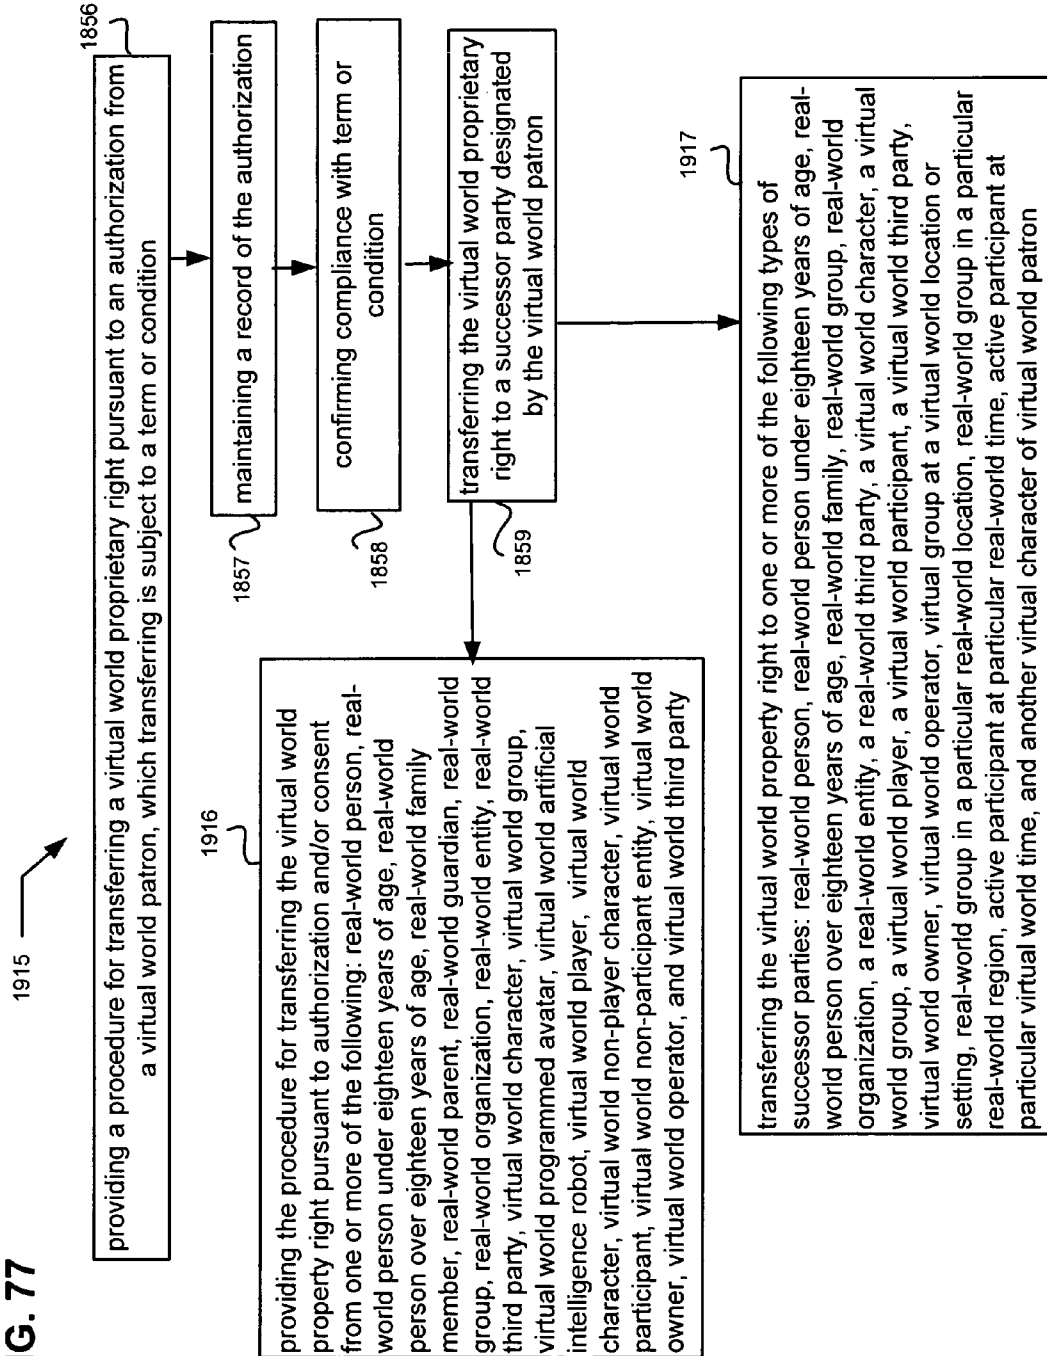 G. 77
1915
1856
providing a procedure for transferring a virtual world proprietary right pursuant to an authorization from
a virtual world patron, which transferring is subject to a term or condition
1857
maintaining a record of the authorization
1858
confirming compliance with term or
condition
1859
transferring the virtual world proprietary
right to a successor party designated
by the virtual world patron
1916
providing the procedure for transferring the virtual world
property right pursuant to authorization and/or consent
from one or more of the following: real-world person, real-
world person under eighteen years of age, real-world
person over eighteen years of age, real-world family
member, real-world parent, real-world guardian, real-world
group, real-world organization, real-world entity, real-world
third party, virtual world character, virtual world group,
virtual world programmed avatar, virtual world artificial
intelligence robot, virtual world player, virtual world
character, virtual world non-player character, virtual world
participant, virtual world non-participant entity, virtual world
owner, virtual world operator, and virtual world third party
1917
transferring the virtual world property right to one or more of the following types of
successor parties: real-world person, real-world person under eighteen years of age, real-
world person over eighteen years of age, real-world family, real-world group, real-world
organization, a real-world entity, a real-world third party, a virtual world character, a virtual
world group, a virtual world player, a virtual world participant, a virtual world third party,
virtual world owner, virtual world operator, virtual group at a virtual world location or
setting, real-world group in a particular real-world location, real-world group in a particular
real-world region, active participant at particular real-world time, active participant at
particular virtual world time, and another virtual character of virtual world patron